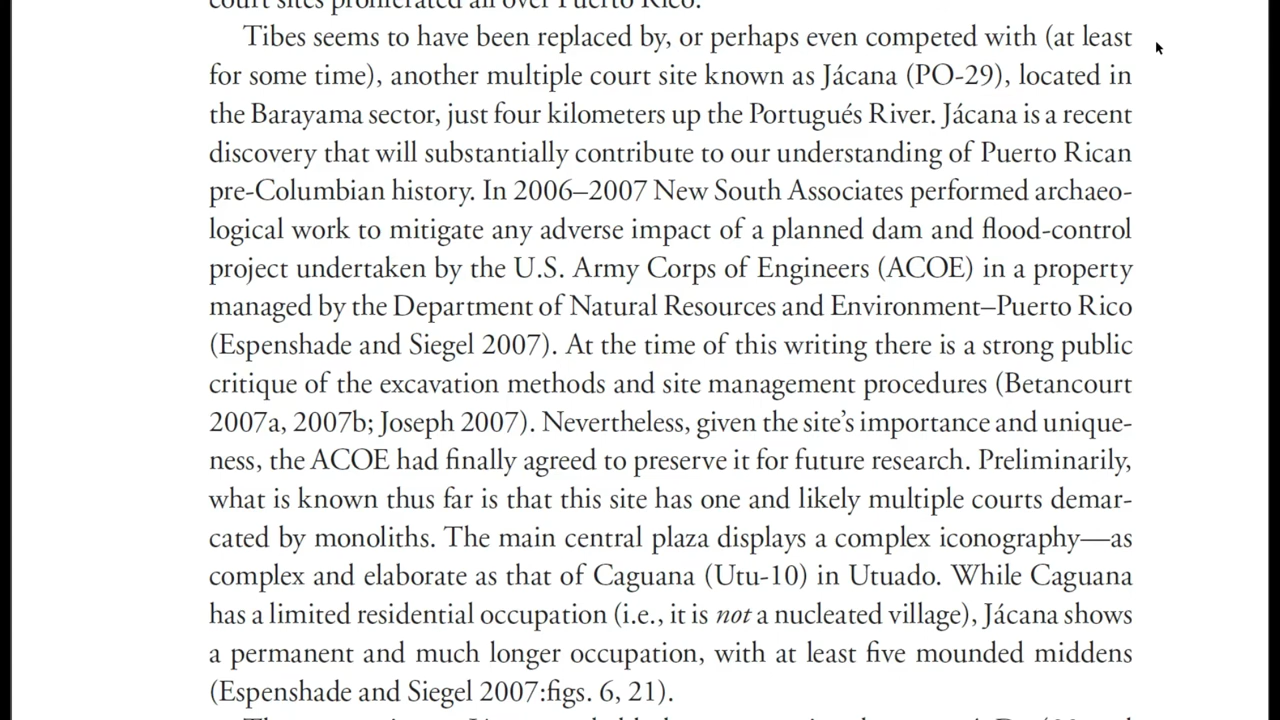 court sites proliferated all over Puerto Rico.
Tibes seems to have been replaced by, or perhaps even competed with (at least
for some time), another multiple court site known as Jácana (PO-29), located in
the Barayama sector, just four kilometers up the Portugués River. Jácana is a recent
discovery that will substantially contribute to our understanding of Puerto Rican
pre-Columbian history. In 2006–2007 New South Associates performed archaeo-
logical work to mitigate any adverse impact of a planned dam and flood-control
project undertaken by the U.S. Army Corps of Engineers (ACOE) in a property
managed by the Department of Natural Resources and Environment–Puerto Rico
(Espenshade and Siegel 2007). At the time of this writing there is a strong public
critique of the excavation methods and site management procedures (Betancourt
2007a, 2007b; Joseph 2007). Nevertheless, given the site’s importance and unique-
ness, the ACOE had finally agreed to preserve it for future research. Preliminarily,
what is known thus far is that this site has one and likely multiple courts demar-
cated by monoliths. The main central plaza displays a complex iconography—as
complex and elaborate as that of Caguana (Utu-10) in Utuado. While Caguana
has a limited residential occupation (i.e., it is not a nucleated village), Jácana shows
a permanent and much longer occupation, with at least five mounded middens
(Espenshade and Siegel 2007:figs. 6, 21).